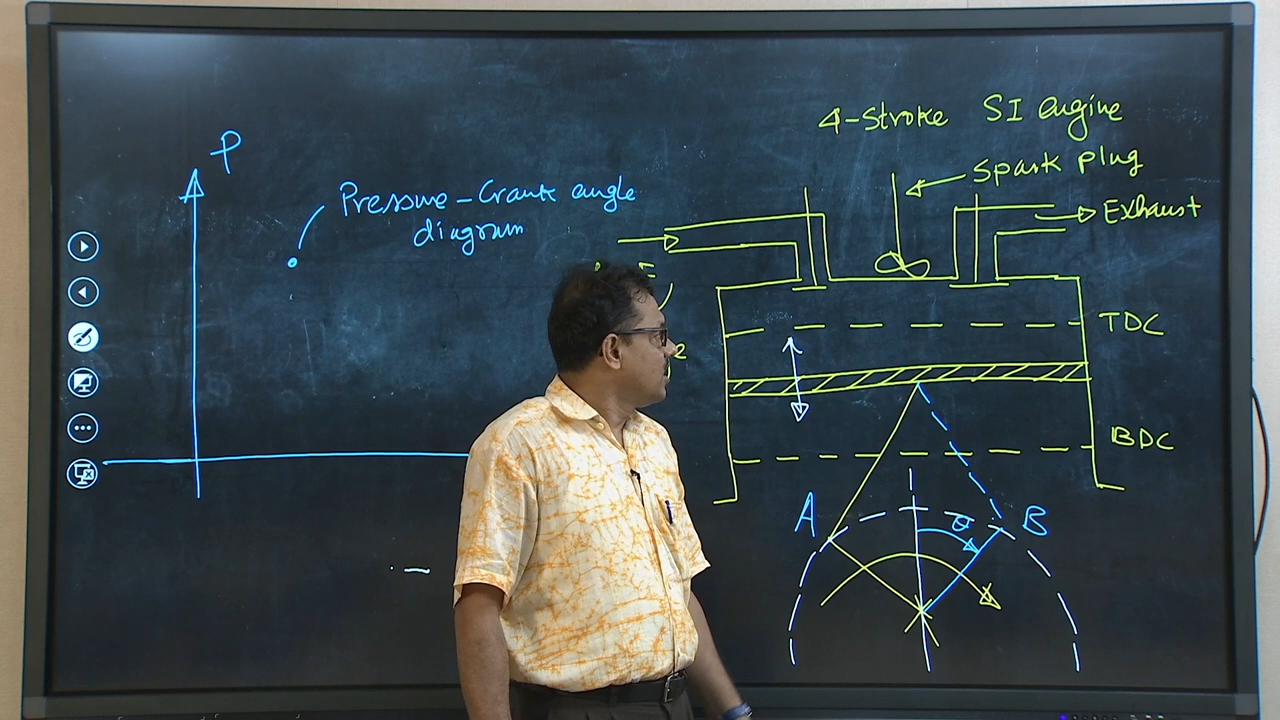 P
Pressure-Crank angle
diagram
4-Stroke SI engine
Spark plug
Exhaust
TDC
BDC
A
θ
B